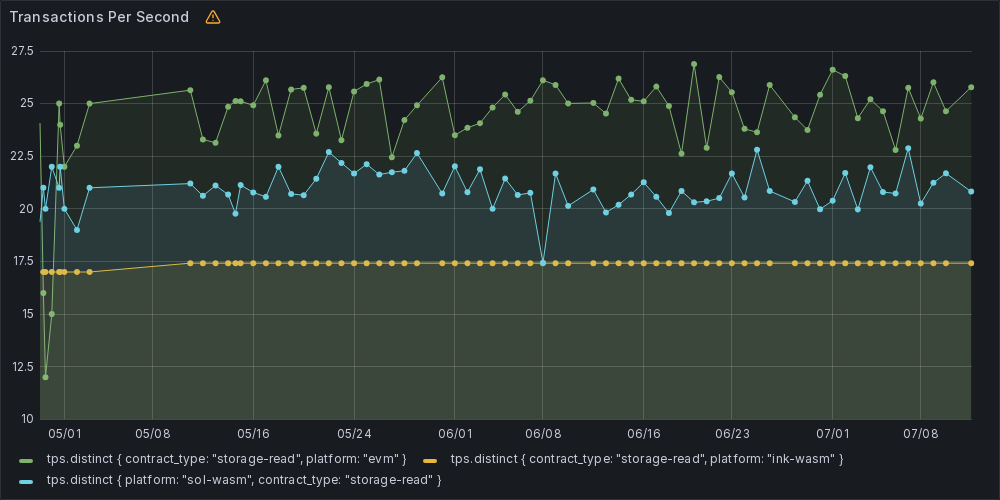 Transactions Per Second
27.5
25
22.5
20
17.5
15
12.5
10
05/01 05/08 05/16 05/24 06/01 06/08 06/16 06/23 07/01 07/08
tps.distinct { contract_type: "storage-read", platform: "evm" } tps.distinct { contract_type: "storage-read", platform: "ink-wasm" }
tps.distinct { platform: "sol-wasm", contract_type: "storage-read" }